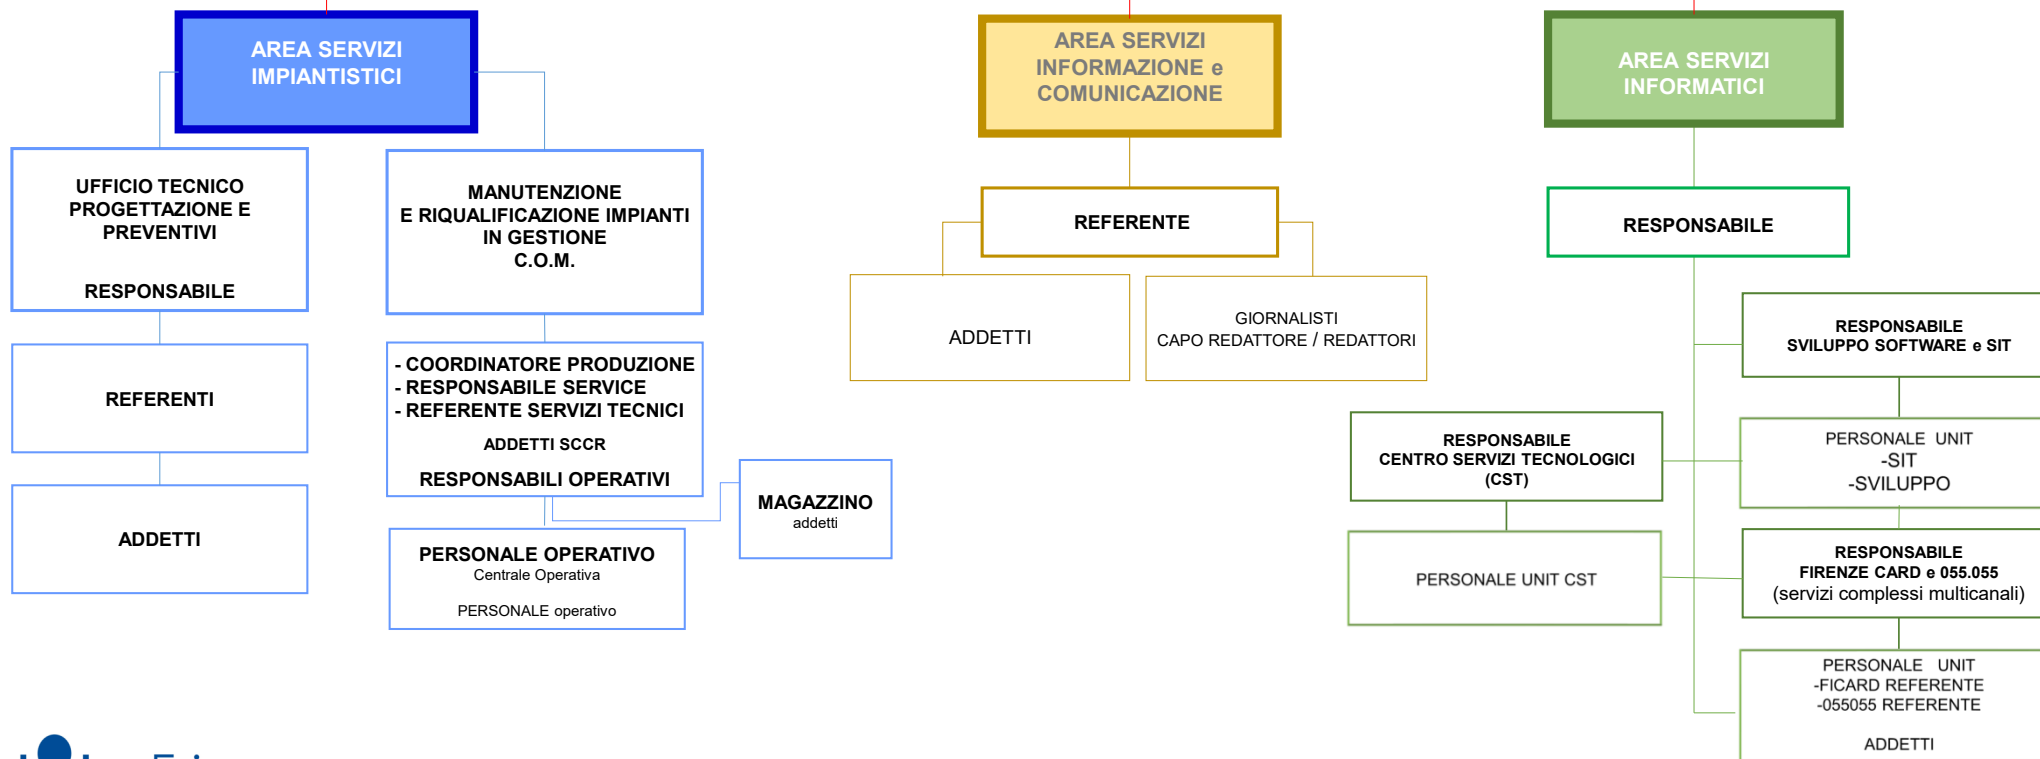 AREA SERVIZI
IMPIANTISTICI
UFFICIO TECNICO
PROGETTAZIONE E
PREVENTIVI
RESPONSABILE
REFERENTI
ADDETTI
MANUTENZIONE
E RIQUALIFICAZIONE IMPIANTI
IN GESTIONE
C.O.M.
- COORDINATORE PRODUZIONE
- RESPONSABILE SERVICE
- REFERENTE SERVIZI TECNICI
ADDETTI SCCR
RESPONSABILI OPERATIVI
MAGAZZINO
addetti
PERSONALE OPERATIVO
Centrale Operativa
PERSONALE operativo
AREA SERVIZI
INFORMAZIONE e
COMUNICAZIONE
REFERENTE
ADDETTI
GIORNALISTI
CAPO REDATTORE / REDATTORI
AREA SERVIZI
INFORMATICI
RESPONSABILE
RESPONSABILE
SVILUPPO SOFTWARE e SIT
PERSONALE UNIT
-SIT
-SVILUPPO
RESPONSABILE
CENTRO SERVIZI TECNOLOGICI
(CST)
PERSONALE UNIT CST
RESPONSABILE
FIRENZE CARD e 055.055
(servizi complessi multicanali)
PERSONALE UNIT
-FICARD REFERENTE
-055055 REFERENTE
ADDETTI